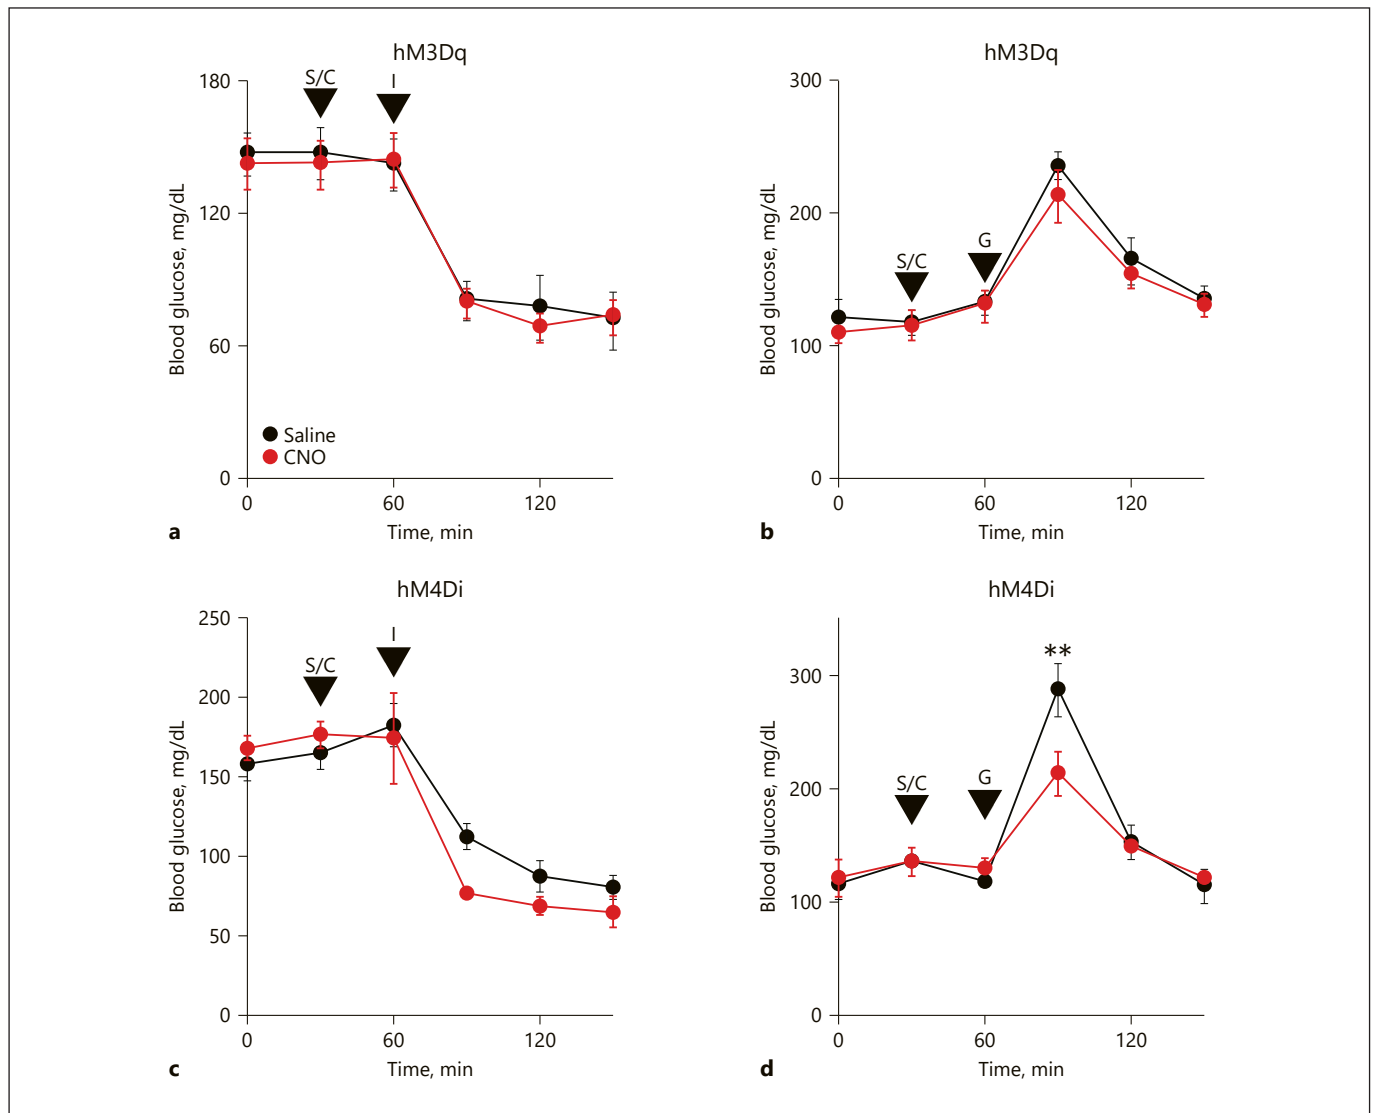 hM3Dq
180
120
60
0
S/C
I
Blood glucose, mg/dL
Saline
CNO
0
60
120
Time, min
a
hM3Dq
300
200
100
0
S/C
G
Blood glucose, mg/dL
0
60
120
Time, min
b
hM4Di
250
200
150
100
50
0
S/C
I
Blood glucose, mg/dL
0
60
120
Time, min
c
hM4Di
300
200
100
0
S/C
G
**
Blood glucose, mg/dL
0
60
120
Time, min
d